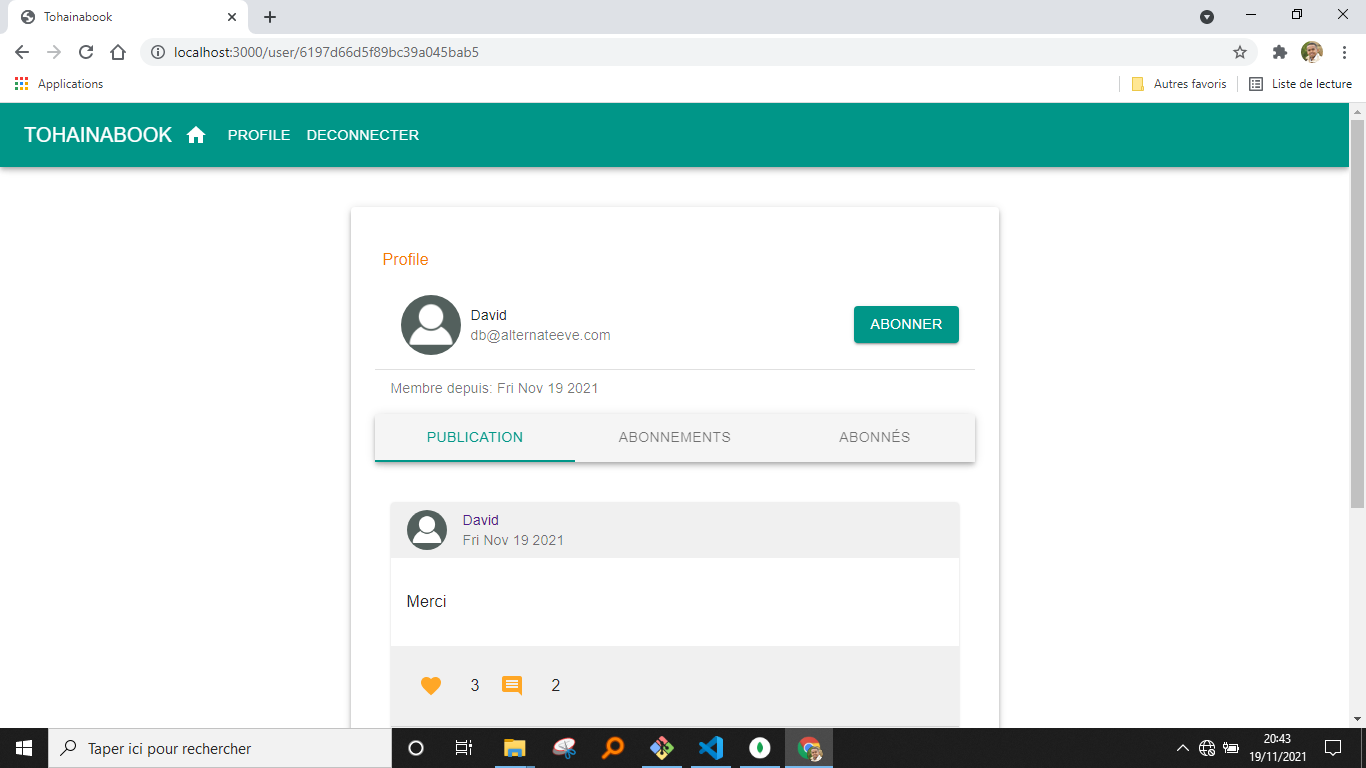 Tohainabook
localhost:3000/user/6197d66d5f89bc39a045bab5
Applications
Autres favoris
Liste de lecture
TOHAINABOOK
PROFILE
DECONNECTER
Profile
David
db@alternateeve.com
ABONNER
Membre depuis: Fri Nov 19 2021
PUBLICATION
ABONNEMENTS
ABONNÉS
David
Fri Nov 19 2021
Merci
3
2
Taper ici pour rechercher
20:43
19/11/2021